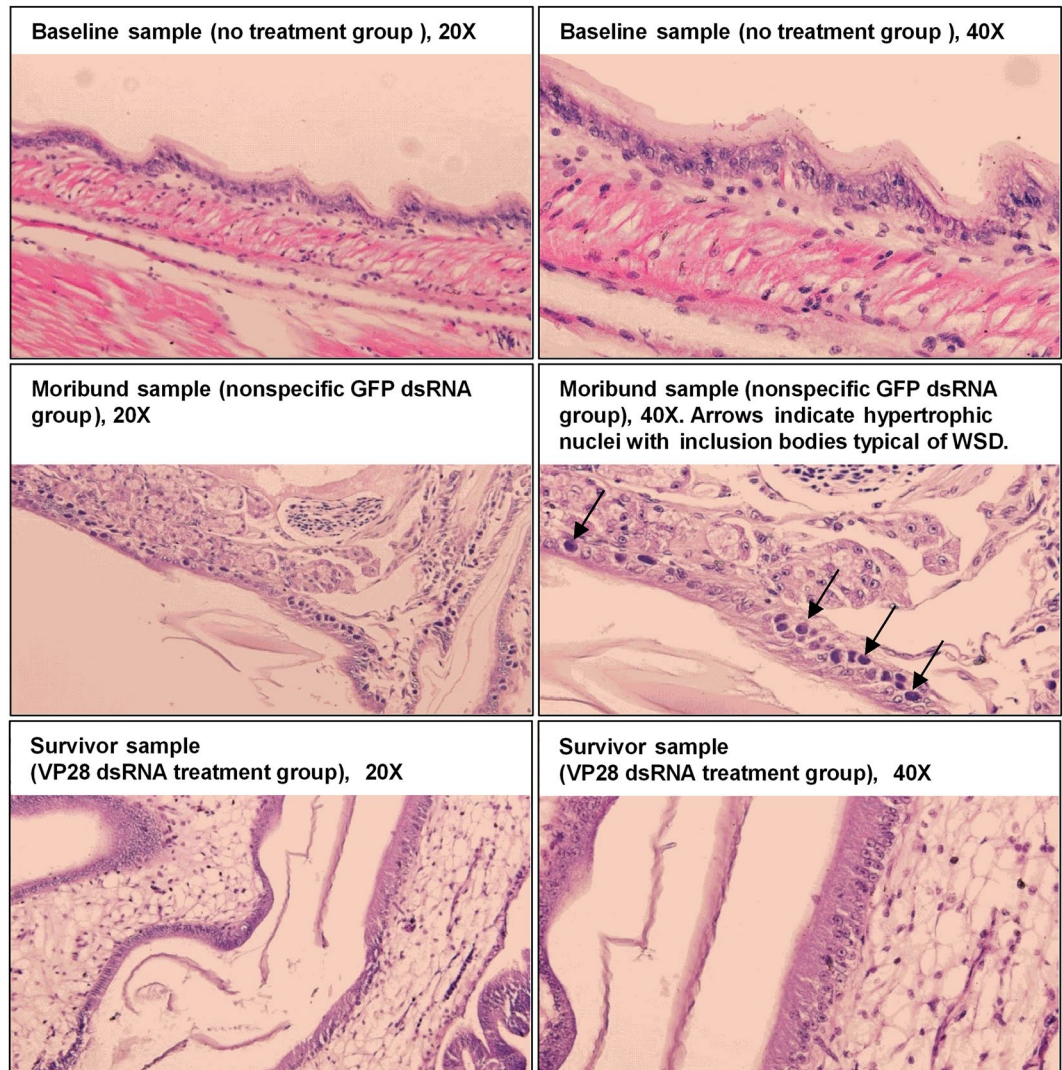 Baseline sample (no treatment group ), 20X
Baseline sample (no treatment group ), 40X
Moribund sample (nonspecific GFP dsRNA
group), 20X
Moribund sample (nonspecific GFP dsRNA
group), 40X. Arrows indicate hypertrophic
nuclei with inclusion bodies typical of WSD.
Survivor sample
(VP28 dsRNA treatment group), 20X
Survivor sample
(VP28 dsRNA treatment group), 40X